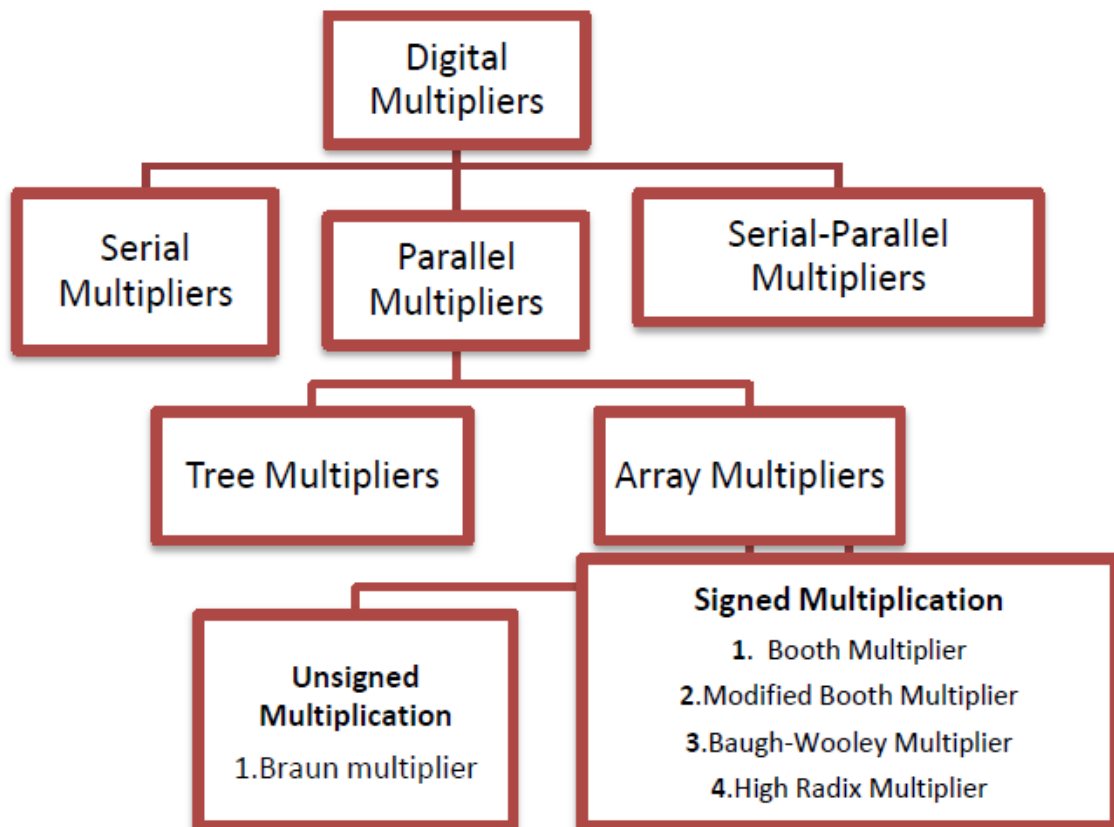 Digital
Multipliers
Serial
Multipliers
Parallel
Multipliers
Serial-Parallel
Multipliers
Tree Multipliers
Array Multipliers
Unsigned
Multiplication
1.Braun multiplier
Signed Multiplication
1. Booth Multiplier
2.Modified Booth Multiplier
3.Baugh-Wooley Multiplier
4.High Radix Multiplier